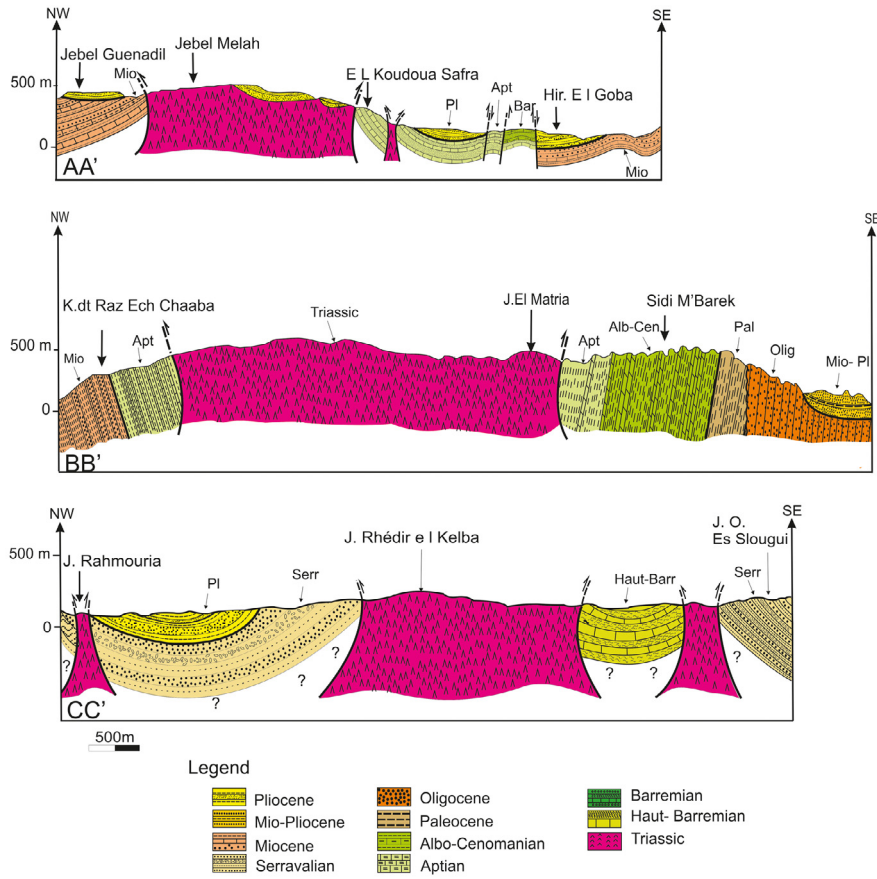 NW
SE
Jebel Guenadil
Jebel Melah
Mio
E L Koudoua Safra
500 m
Apt
Pl
Bar
Hir. E l Goba
0
Mio
AA'
NW
SE
K.dt Raz Ech Chaaba
Triassic
J.El Matria
Sidi M'Barek
Mio
Apt
Apt
Alb-Cen
Pal
500 m
Olig
Mio- Pl
0
BB'
NW
SE
J. Rhédir e l Kelba
J. O.
Es Slougui
500 m
J. Rahmouria
Pl
Serr
Haut-Barr
Serr
0
?
?
?
?
?
?
?
?
CC'
500m
Legend
Pliocene
Oligocene
Barremian
Mio-Pliocene
Paleocene
Haut- Barremian
Miocene
Albo-Cenomanian
Triassic
Serravalian
Aptian